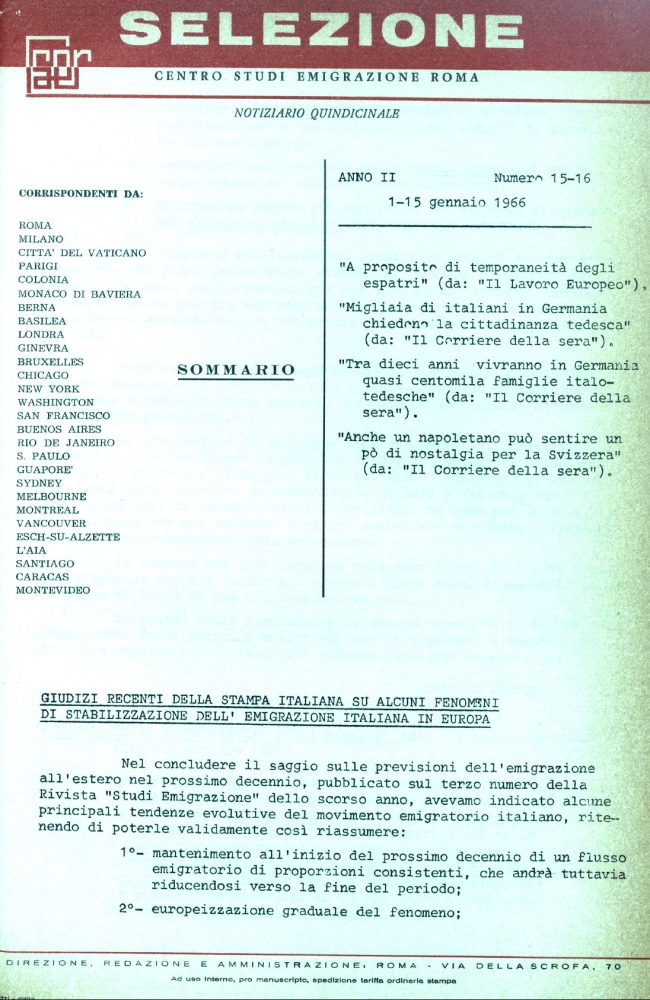 SELEZIONE
CENTRO STUDI EMIGRAZIONE ROMA
NOTIZIARIO QUINDICINALE
CORRISPONDENTI DA:
ROMA
MILANO
CITTA' DEL VATICANO
PARIGI
COLONIA
MONACO DI BAVIERA
BERNA
BASILEA
LONDRA
GINEVRA
BRUXELLES
CHICAGO
NEW YORK
WASHINGTON
SAN FRANCISCO
BUENOS AIRES
RIO DE JANEIRO
S. PAULO
GUAPORE'
SYDNEY
MELBOURNE
MONTREAL
VANCOUVER
ESCH-SU-ALZETTE
L'AIA
SANTIAGO
CARACAS
MONTEVIDEO
SOMMARIO
ANNO II Numero 15-16
1-15 gennaio 1966
"A proposito di temporaneità degli
espatri" (da: "Il Lavoro Europeo").
"Migliaia di italiani in Germania
chiedono la cittadinanza tedesca"
(da: "Il Corriere della sera").
"Tra dieci anni vivranno in Germania
quasi centomila famiglie italo-
tedesche" (da: "Il Corriere della
sera").
"Anche un napoletano può sentire un
pò di nostalgia per la Svizzera"
(da: "Il Corriere della sera").
GIUDIZI RECENTI DELLA STAMPA ITALIANA SU ALCUNI FENOMENI
DI STABILIZZAZIONE DELL' EMIGRAZIONE ITALIANA IN EUROPA
Nel concludere il saggio sulle previsioni dell'emigrazione
all'estero nel prossimo decennio, pubblicato sul terzo numero della
Rivista "Studi Emigrazione" dello scorso anno, avevamo indicato alcune
principali tendenze evolutive del movimento emigratorio italiano, rite-
nendo di poterle validamente così riassumere:
1°- mantenimento all'inizio del prossimo decennio di un flusso
emigratorio di proporzioni consistenti, che andrà tuttavia
riducendosi verso la fine del periodo;
2°- europeizzazione graduale del fenomeno;
DIREZIONE, REDAZIONE E AMMINISTRAZIONE: ROMA - VIA DELLA SCROFA, 70
Ad uso interno, pro manuscripto, spedizione tariffa ordinaria stampa